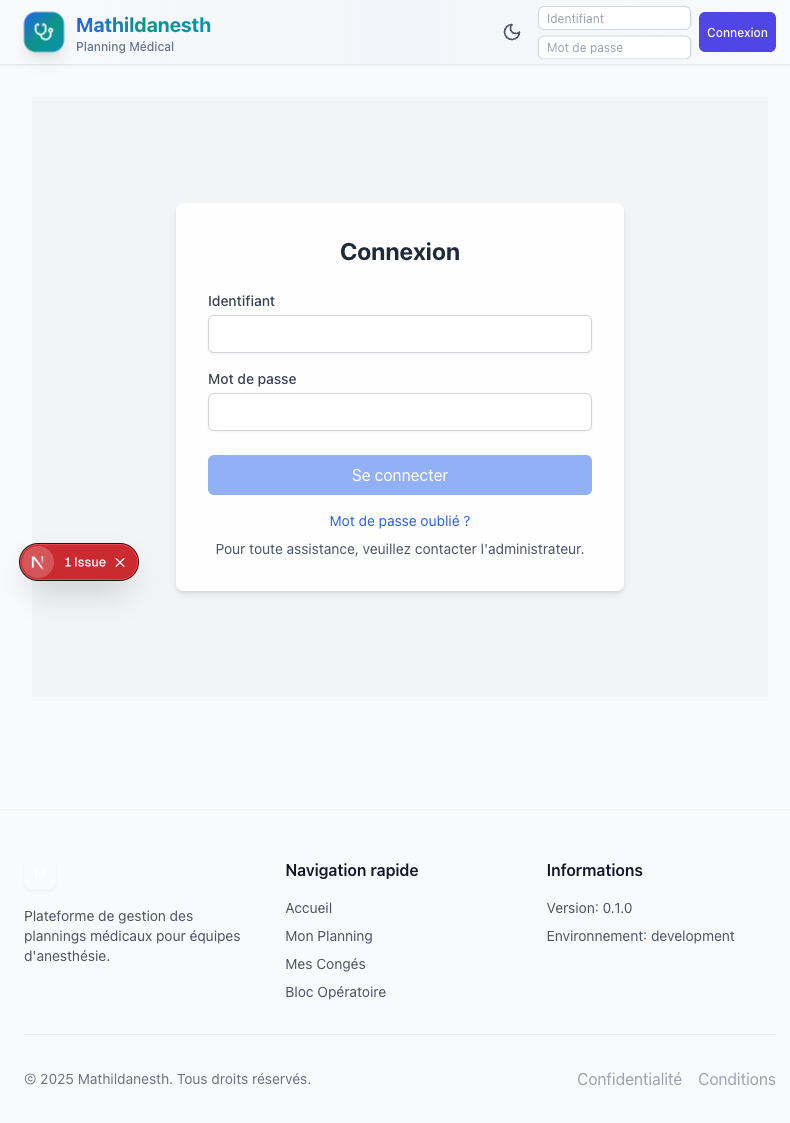 Mathildanesth
Planning Médical
Identifiant
Mot de passe
Connexion
Connexion
Identifiant
Mot de passe
Se connecter
Mot de passe oublié ?
Pour toute assistance, veuillez contacter l'administrateur.
N 1 Issue
Plateforme de gestion des
plannings médicaux pour équipes
d'anesthésie.
Navigation rapide
Accueil
Mon Planning
Mes Congés
Bloc Opératoire
Informations
Version: 0.1.0
Environnement: development
© 2025 Mathildanesth. Tous droits réservés.
Confidentialité Conditions